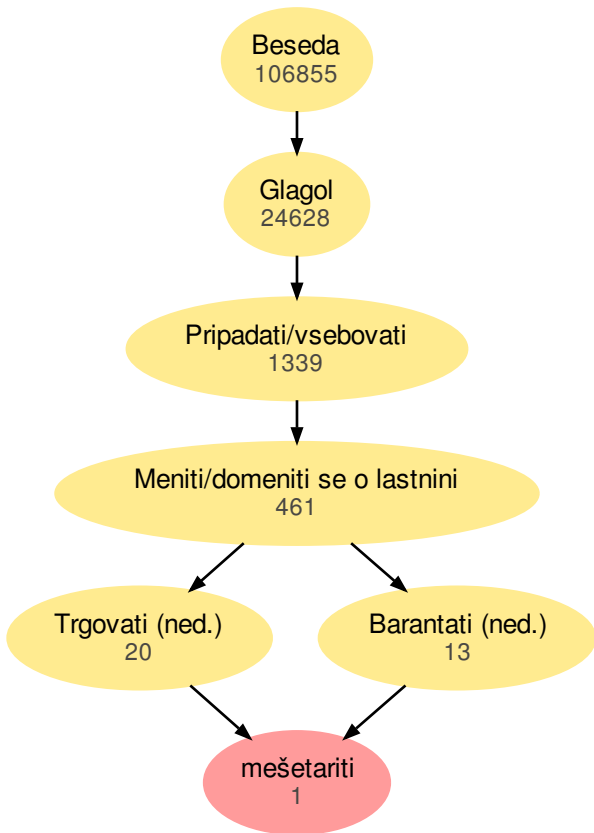 Beseda
106855
Glagol
24628
Pripadati/vsebovati
1339
Meniti/domeniti se o lastnini
461
Trgovati (ned.)
20
Barantati (ned.)
13
mešetariti
1